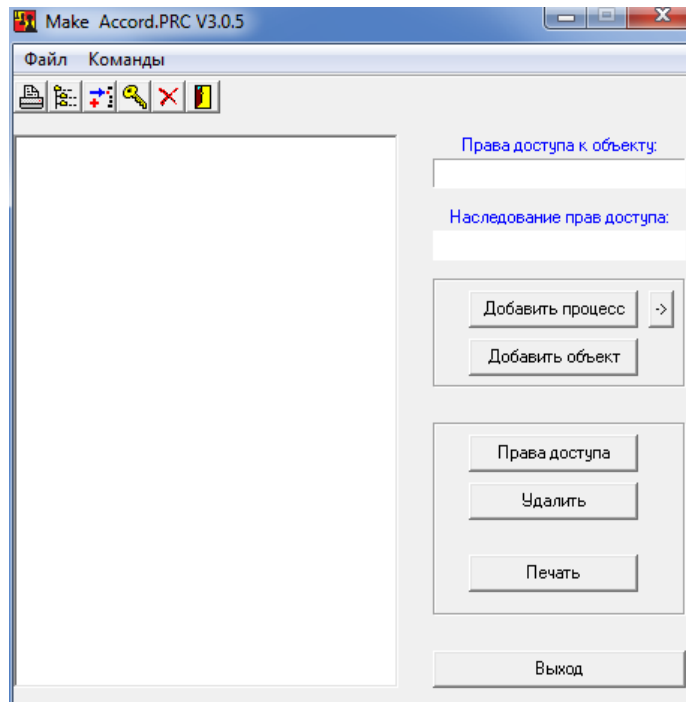 Make Accord.PRC V3.0.5
Файл Команды
Права доступа к объекту:
Наследование прав доступа:
Добавить процесс ->
Добавить объект
Права доступа
Удалить
Печать
Выход